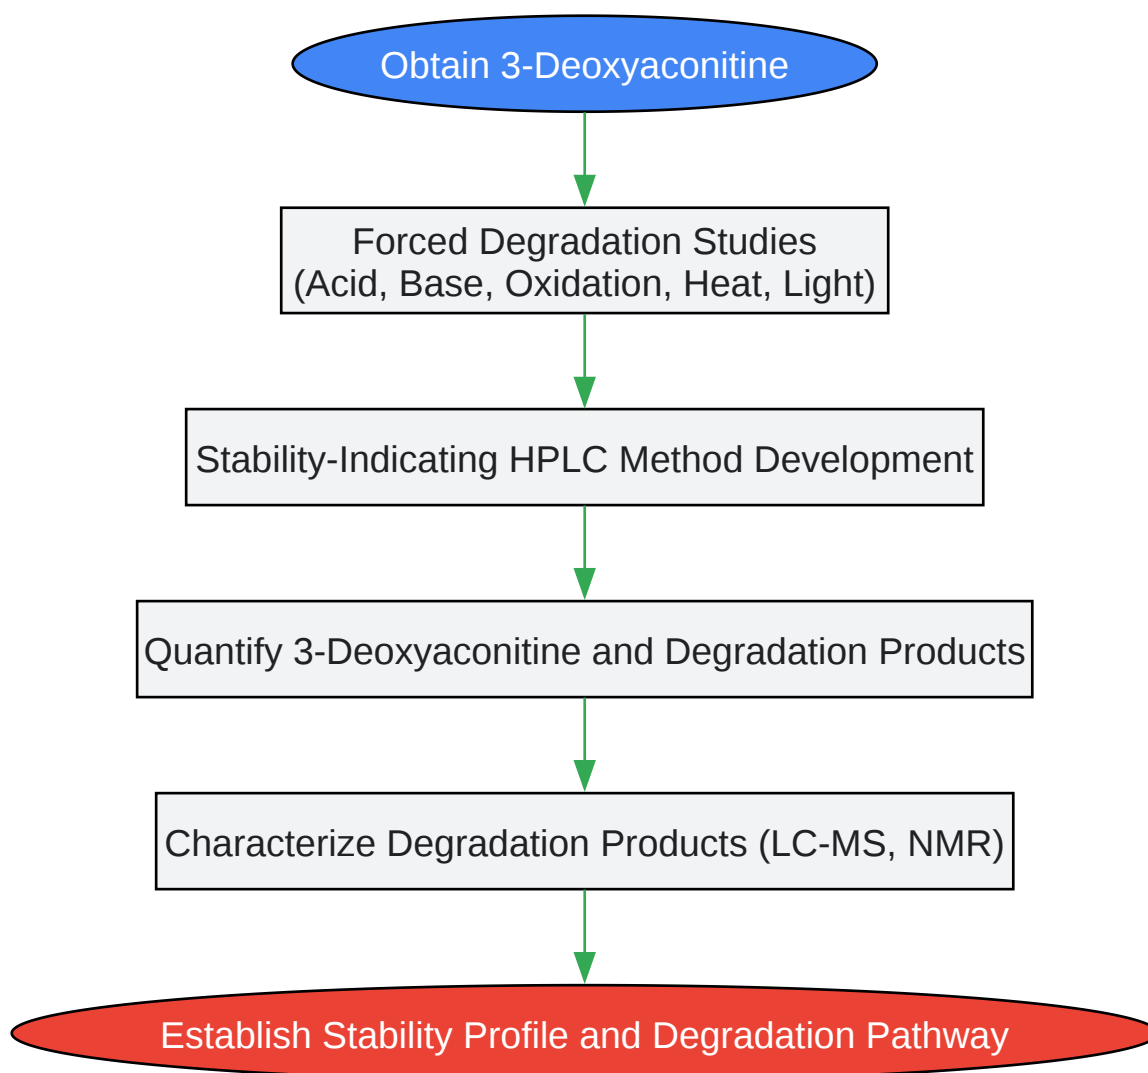 Obtain 3-Deoxyaconitine
Forced Degradation Studies
(Acid, Base, Oxidation, Heat, Light)
Stability-Indicating HPLC Method Development
Quantify 3-Deoxyaconitine and Degradation Products
Characterize Degradation Products (LC-MS, NMR)
Establish Stability Profile and Degradation Pathway